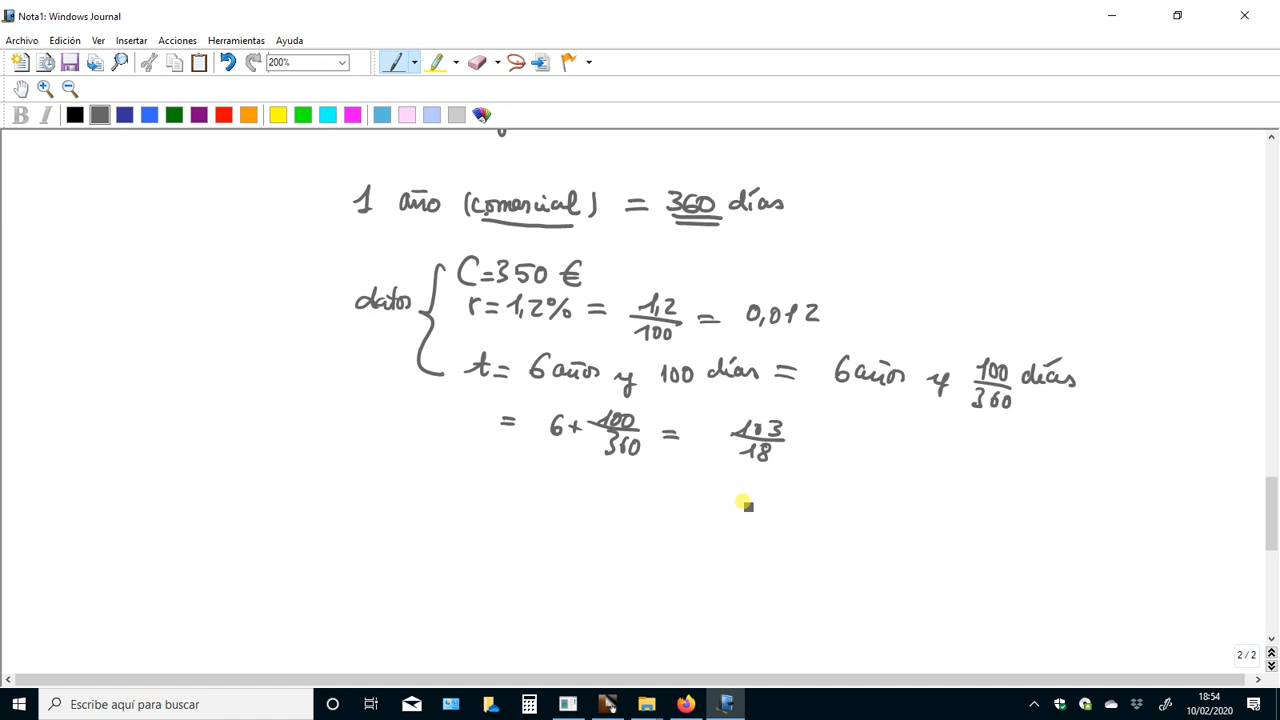 Nota1: Windows Journal
Archivo Edición Ver Insertar Acciones Herramientas Ayuda
200%
B I
1 año (comercial) = 360 días
C=350 €
datos
r=1,2% = 1,2/100 = 0,012
t= 6 años y 100 días = 6 años y 100/360 días
= 6+ 100/360 = 113/18
2 / 2
Escribe aquí para buscar
18:54
10/02/2020